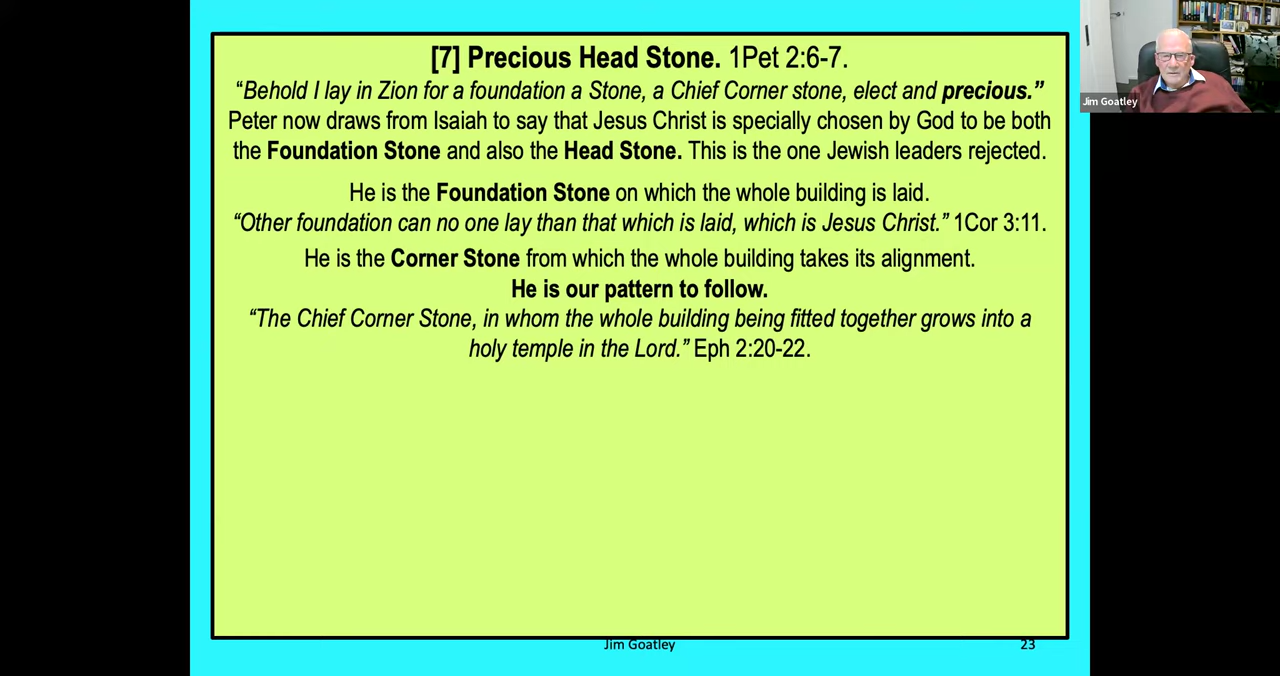 [7] Precious Head Stone. 1Pet 2:6-7.
“Behold I lay in Zion for a foundation a Stone, a Chief Corner stone, elect and precious.”
Peter now draws from Isaiah to say that Jesus Christ is specially chosen by God to be both
the Foundation Stone and also the Head Stone. This is the one Jewish leaders rejected.
He is the Foundation Stone on which the whole building is laid.
“Other foundation can no one lay than that which is laid, which is Jesus Christ.” 1Cor 3:11.
He is the Corner Stone from which the whole building takes its alignment.
He is our pattern to follow.
“The Chief Corner Stone, in whom the whole building being fitted together grows into a
holy temple in the Lord.” Eph 2:20-22.
Jim Goatley
23
Jim Goatley